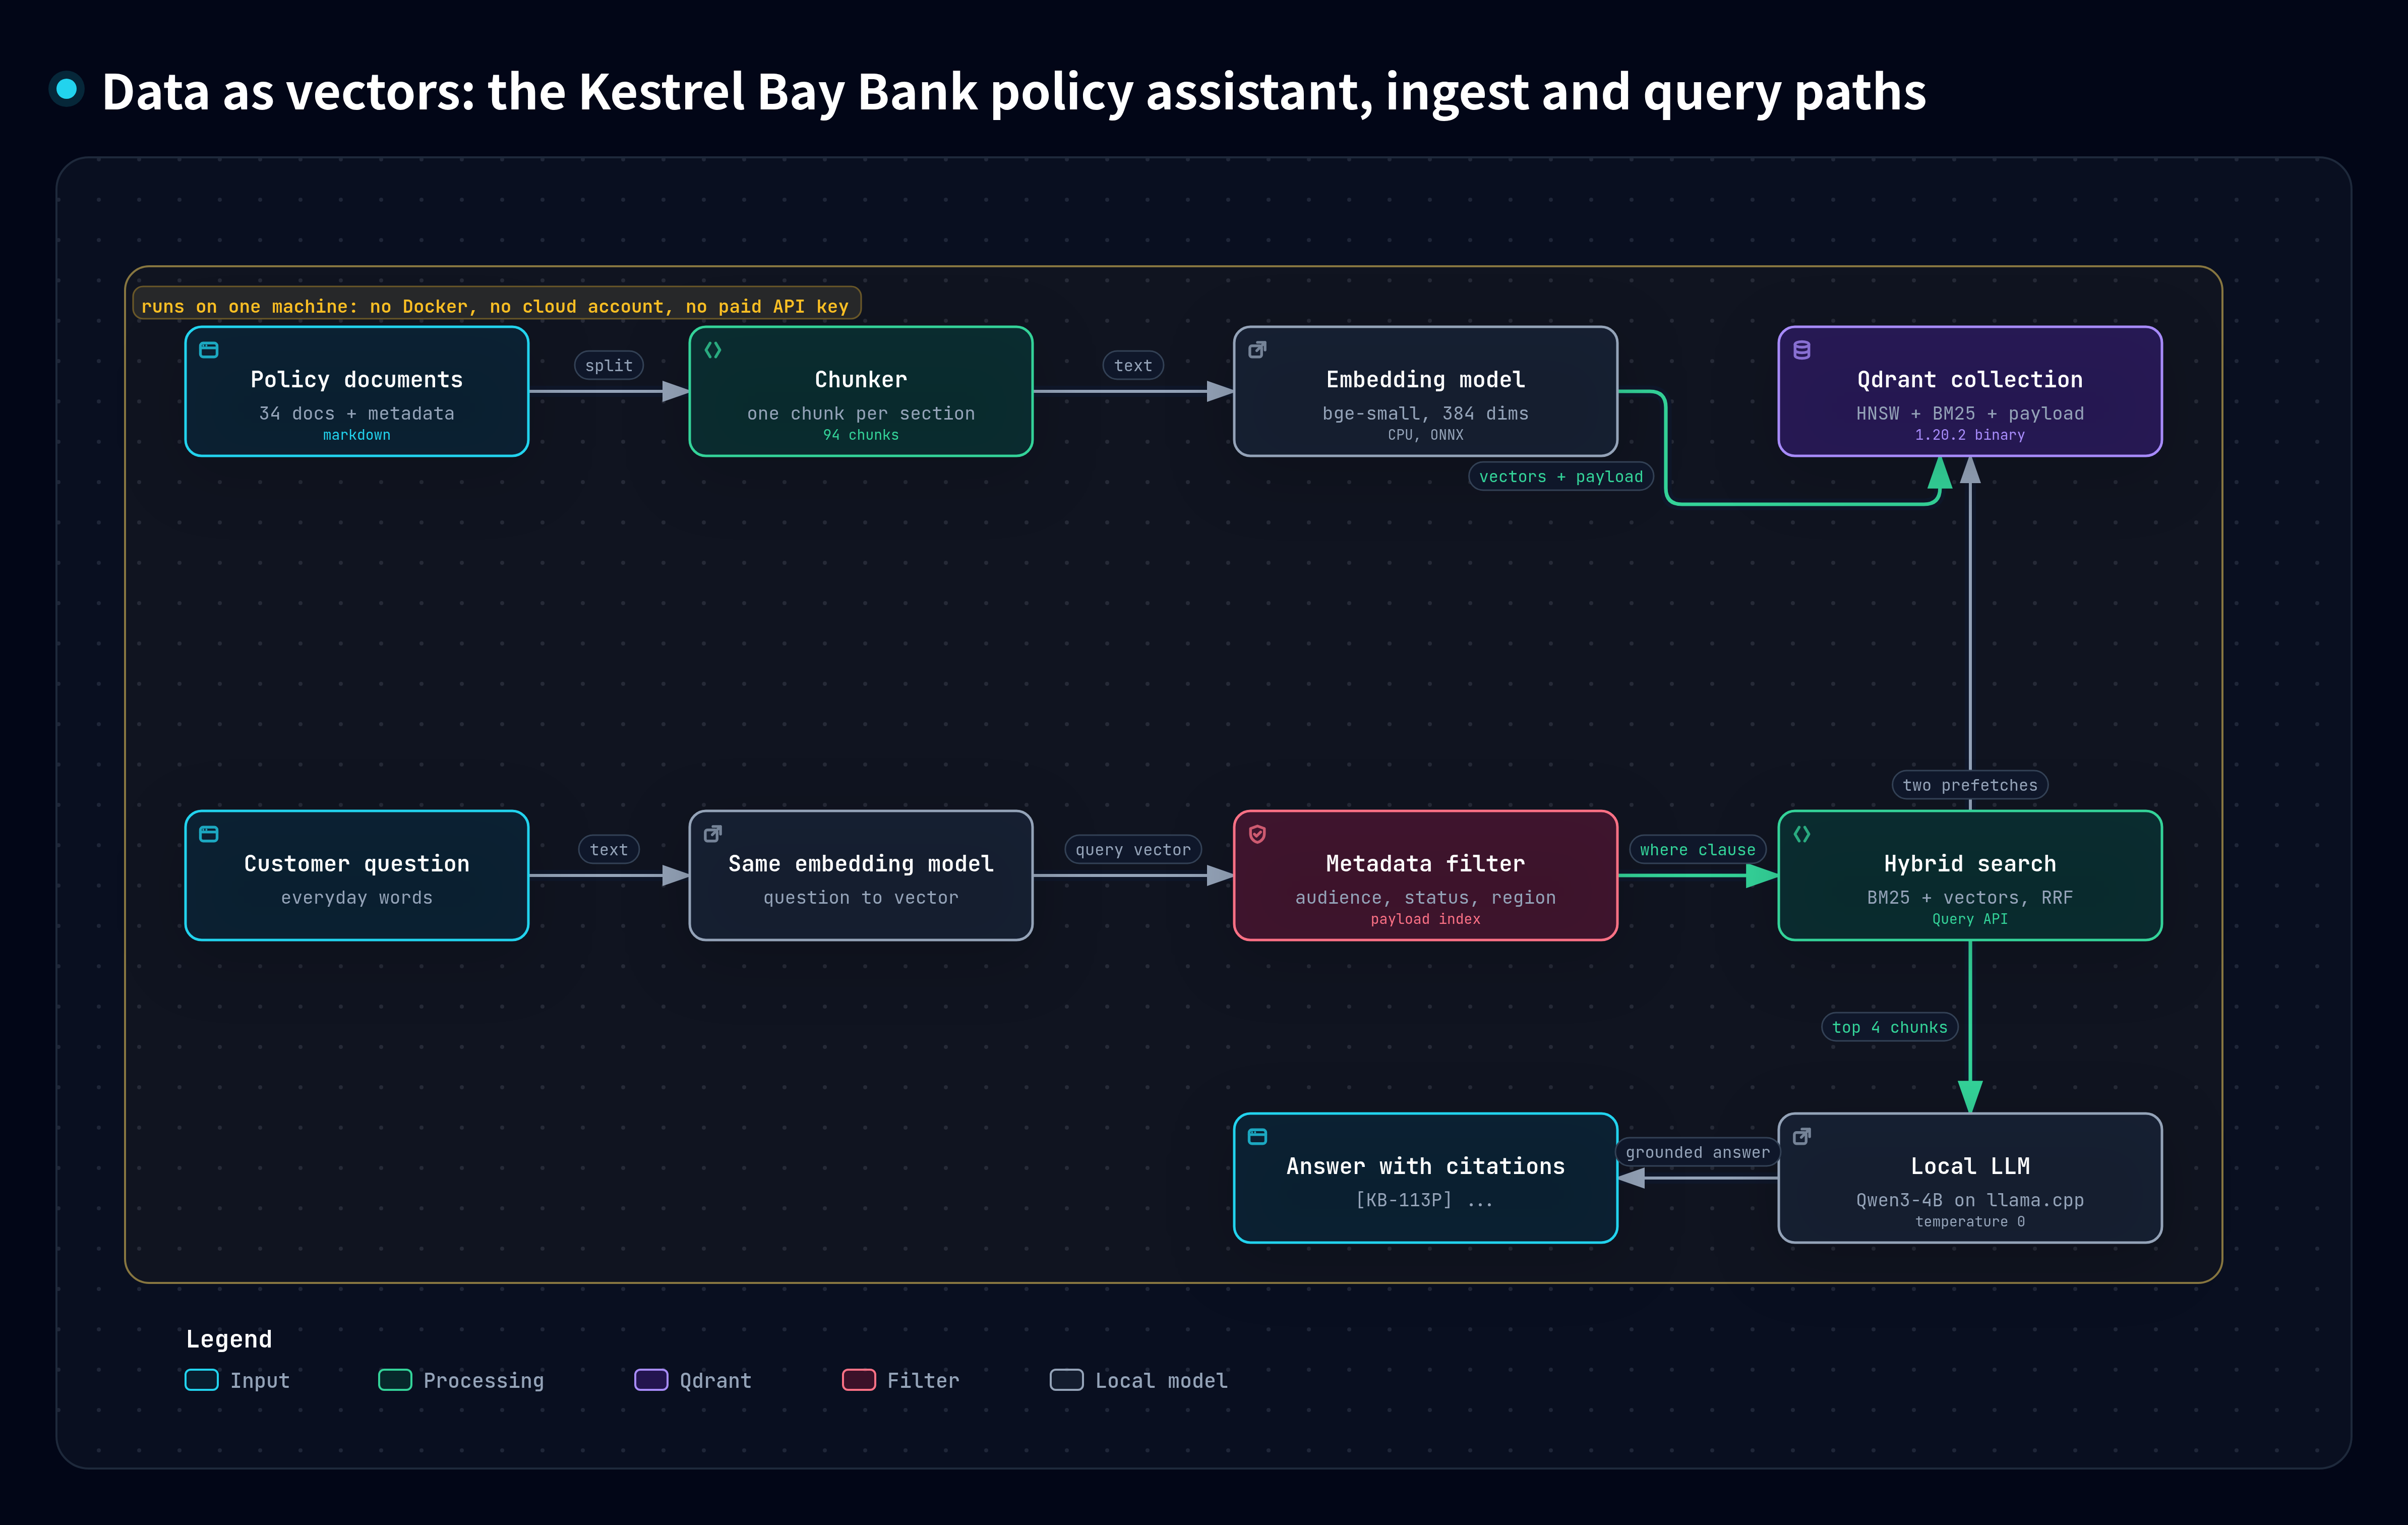 Data as vectors: the Kestrel Bay Bank policy assistant, ingest and query paths
runs on one machine: no Docker, no cloud account, no paid API key
Policy documents
34 docs + metadata
markdown
split
Chunker
one chunk per section
94 chunks
text
Embedding model
bge-small, 384 dims
CPU, ONNX
vectors + payload
Qdrant collection
HNSW + BM25 + payload
1.20.2 binary
two prefetches
Customer question
everyday words
text
Same embedding model
question to vector
query vector
Metadata filter
audience, status, region
payload index
where clause
Hybrid search
BM25 + vectors, RRF
Query API
top 4 chunks
Answer with citations
[KB-113P] ...
grounded answer
Local LLM
Qwen3-4B on llama.cpp
temperature 0
Legend
Input
Processing
Qdrant
Filter
Local model